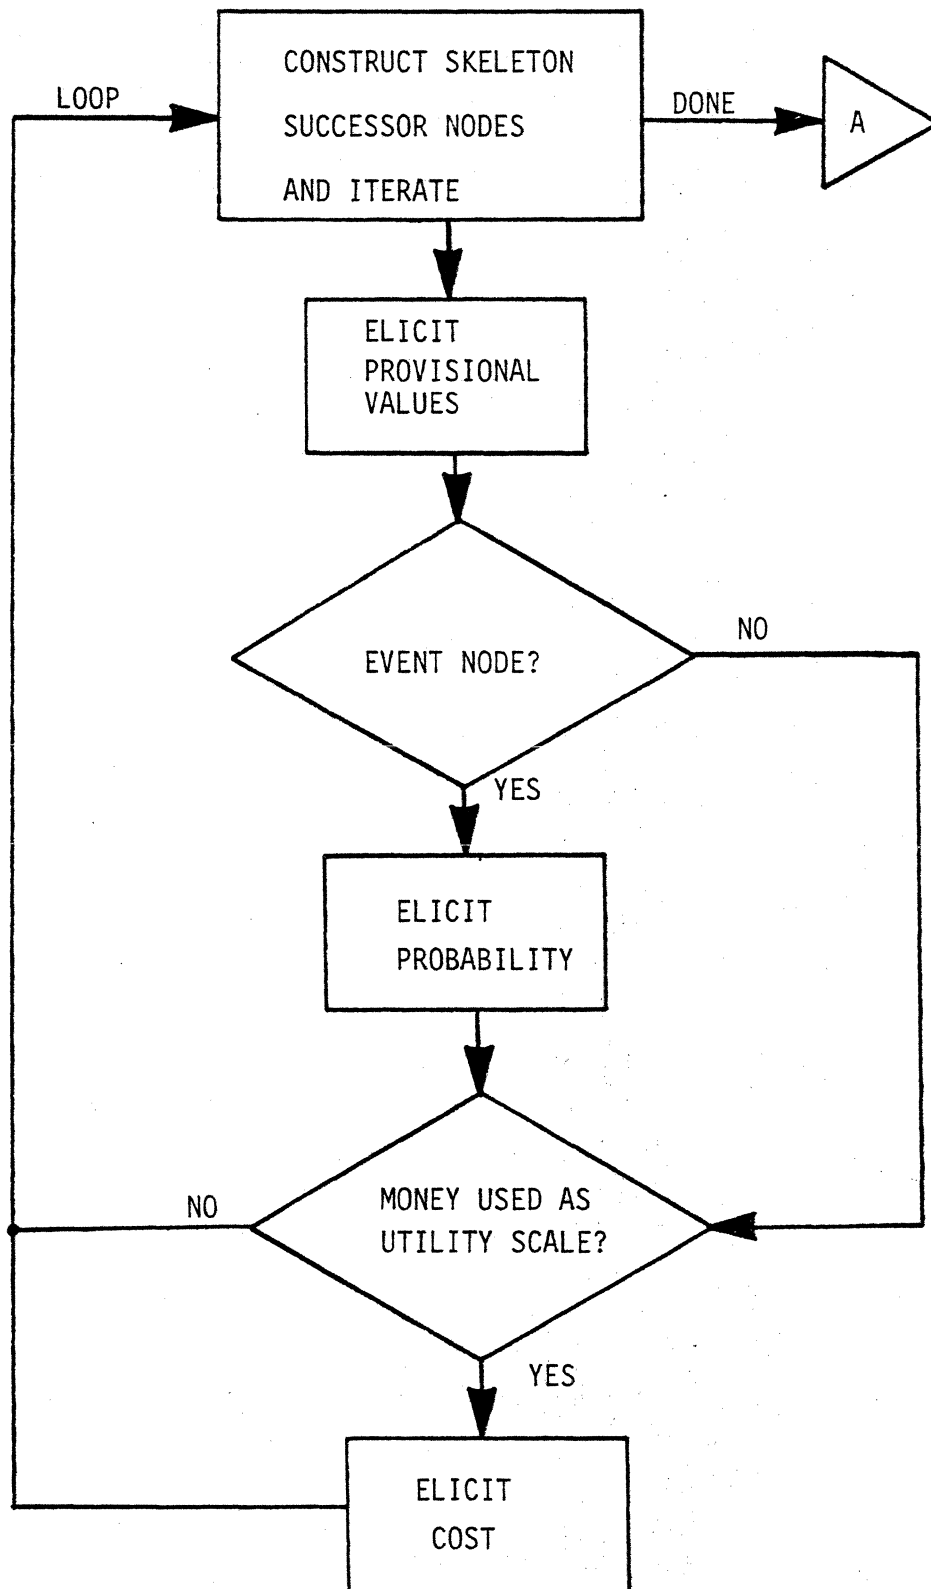 CONSTRUCT SKELETON
SUCCESSOR NODES
AND ITERATE
LOOP
DONE
A
ELICIT
PROVISIONAL
VALUES
EVENT NODE?
NO
YES
ELICIT
PROBABILITY
MONEY USED AS
UTILITY SCALE?
NO
YES
ELICIT
COST